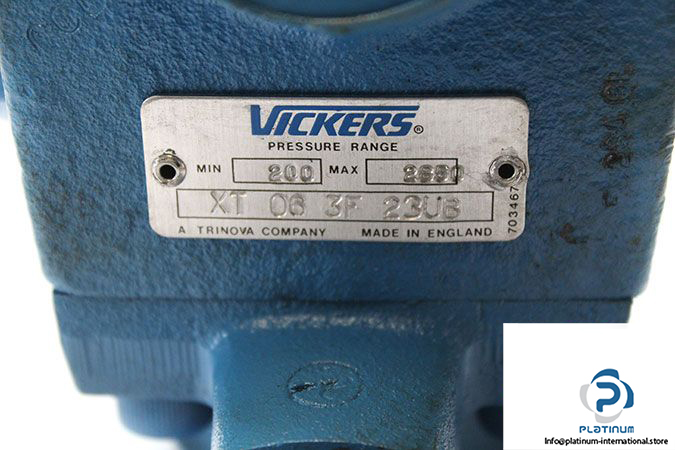 VICKERS®
PRESSURE RANGE
MIN 200 MAX
XT 06 3F 23UB
A TRINOVA COMPANY MADE IN ENGLAND
703467
PLATINUM
Info@platinum-international.store